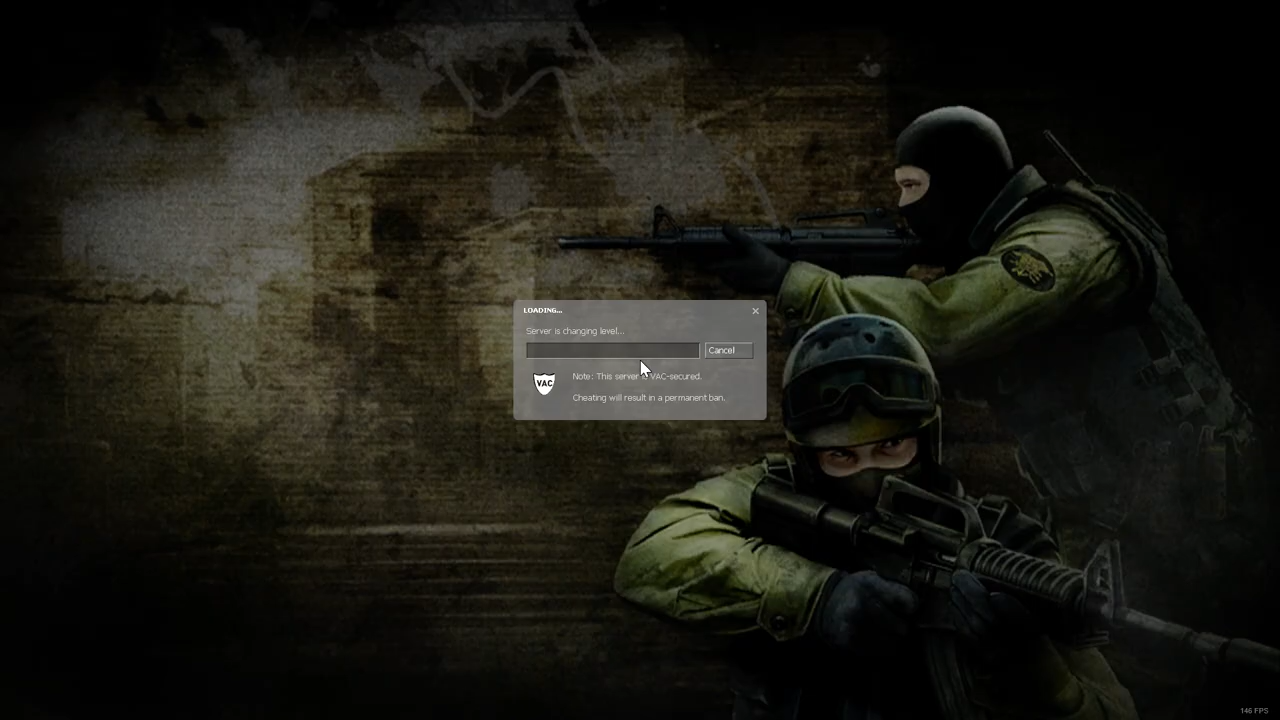 LOADING...
Server is changing level...
Cancel
VAC
Note: This server is VAC-secured.
Cheating will result in a permanent ban.
146 FPS